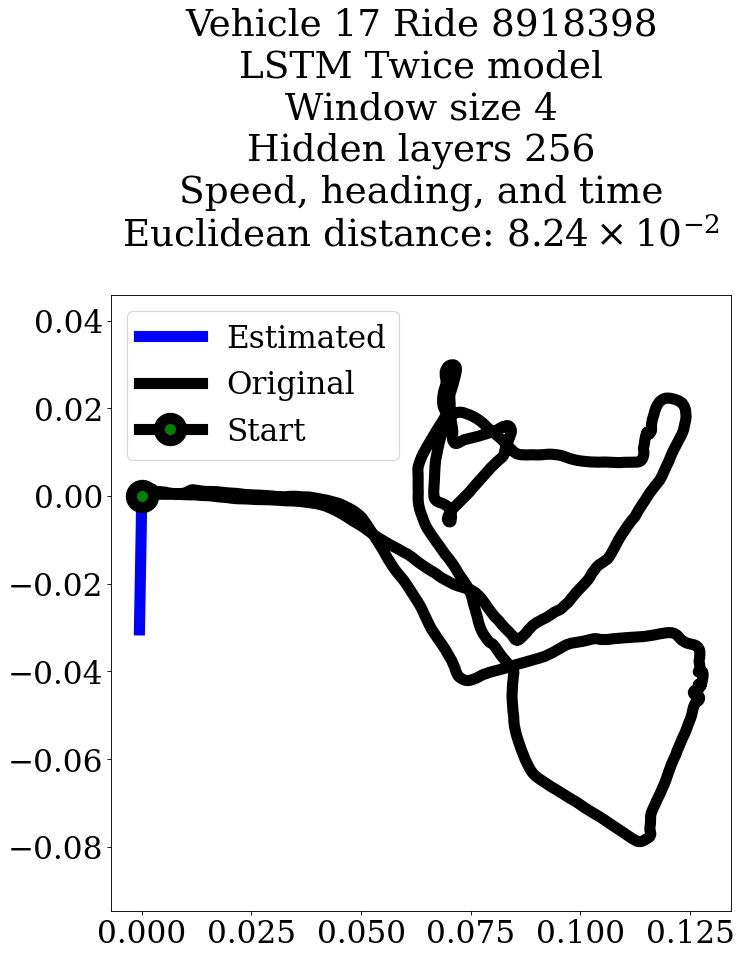 Vehicle 17 Ride 8918398
LSTM Twice model
Window size 4
Hidden layers 256
Speed, heading, and time
Euclidean distance: 8.24 × 10⁻²
Estimated
Original
Start
0.04
0.02
0.00
−0.02
−0.04
−0.06
−0.08
0.000 0.025 0.050 0.075 0.100 0.125